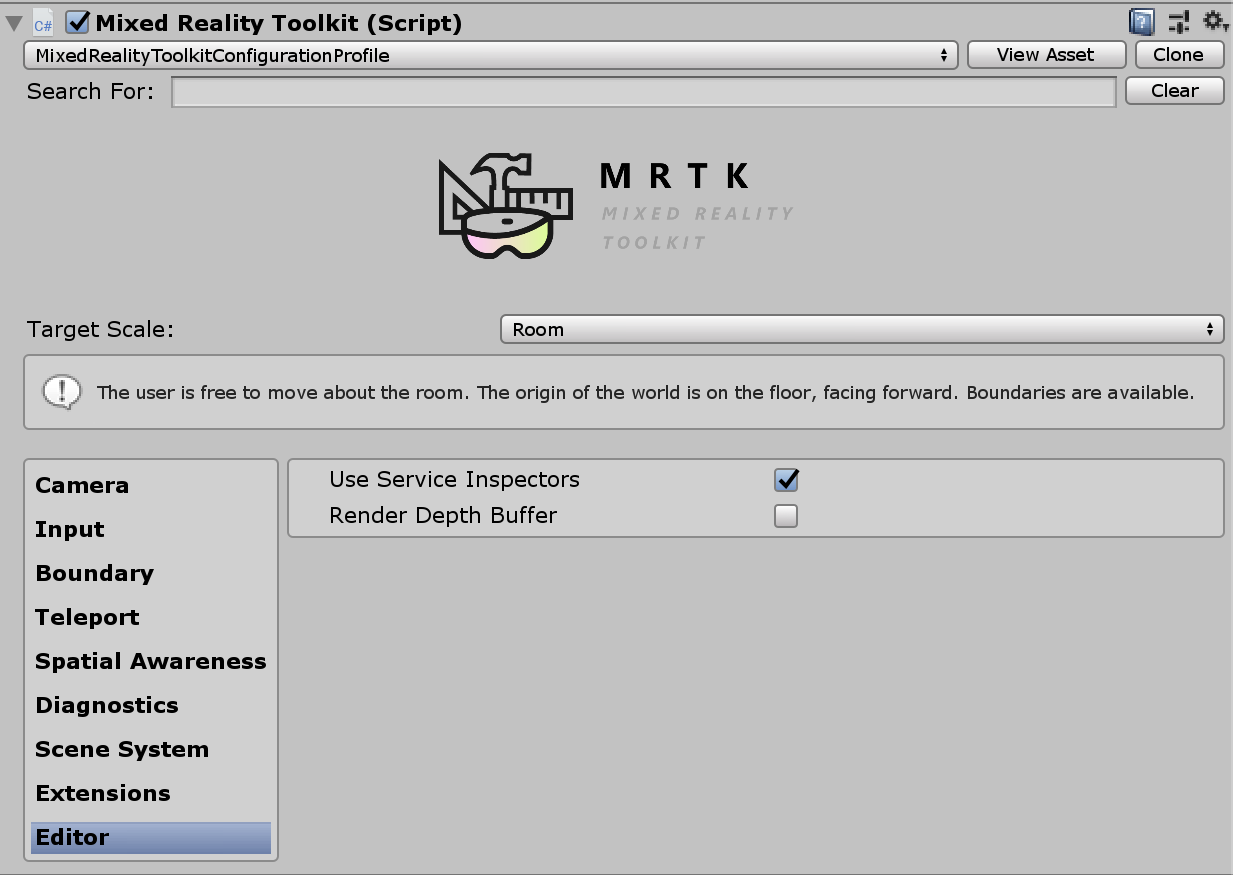 C#
Mixed Reality Toolkit (Script)
?
MixedRealityToolkitConfigurationProfile
View Asset
Clone
Search For:
Clear
MRTK
MIXED REALITY
TOOLKIT
Target Scale:
Room
The user is free to move about the room. The origin of the world is on the floor, facing forward. Boundaries are available.
Camera
Input
Boundary
Teleport
Spatial Awareness
Diagnostics
Scene System
Extensions
Editor
Use Service Inspectors
Render Depth Buffer